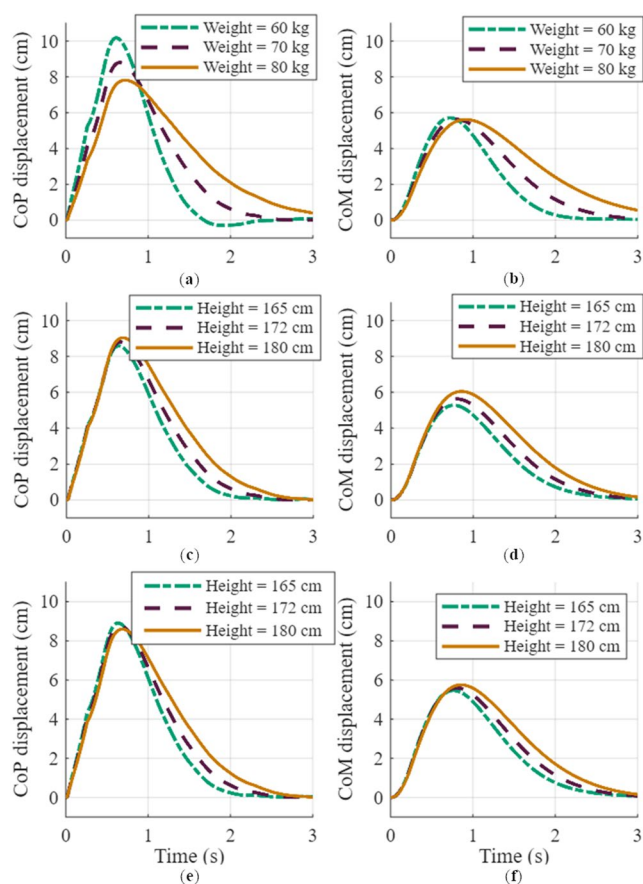 CoP displacement (cm)
10
8
6
4
2
0
0
1
2
3
Weight = 60 kg
Weight = 70 kg
Weight = 80 kg
(a)
CoM displacement (cm)
10
8
6
4
2
0
0
1
2
3
Weight = 60 kg
Weight = 70 kg
Weight = 80 kg
(b)
CoP displacement (cm)
10
8
6
4
2
0
0
1
2
3
Height = 165 cm
Height = 172 cm
Height = 180 cm
(c)
CoM displacement (cm)
10
8
6
4
2
0
0
1
2
3
Height = 165 cm
Height = 172 cm
Height = 180 cm
(d)
CoP displacement (cm)
10
8
6
4
2
0
0
1
2
3
Height = 165 cm
Height = 172 cm
Height = 180 cm
Time (s)
(e)
CoM displacement (cm)
10
8
6
4
2
0
0
1
2
3
Height = 165 cm
Height = 172 cm
Height = 180 cm
Time (s)
(f)